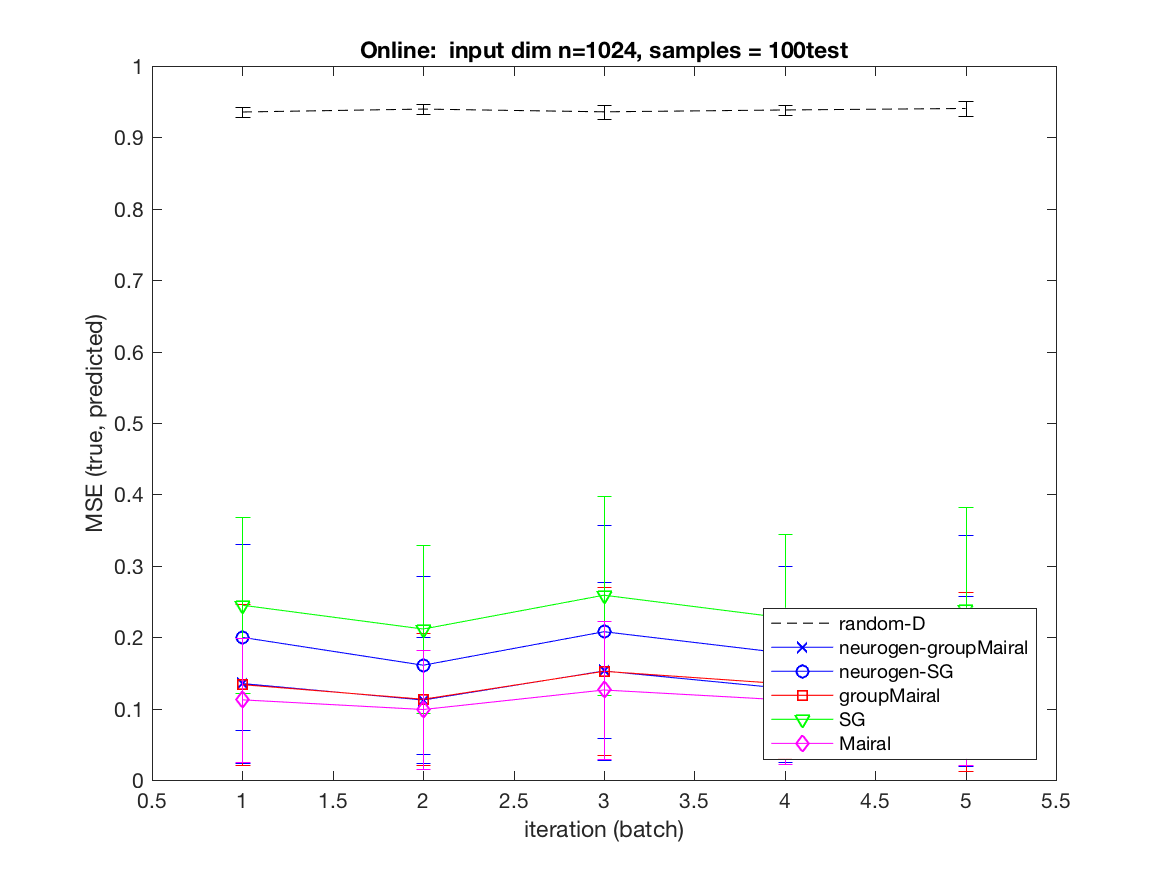 Online:  input dim n=1024, samples = 100test
MSE (true, predicted)
1
0.9
0.8
0.7
0.6
0.5
0.4
0.3
0.2
0.1
0
random-D
neurogen-groupMairal
neurogen-SG
groupMairal
SG
Mairal
0.5 1 1.5 2 2.5 3 3.5 4 4.5 5 5.5
iteration (batch)